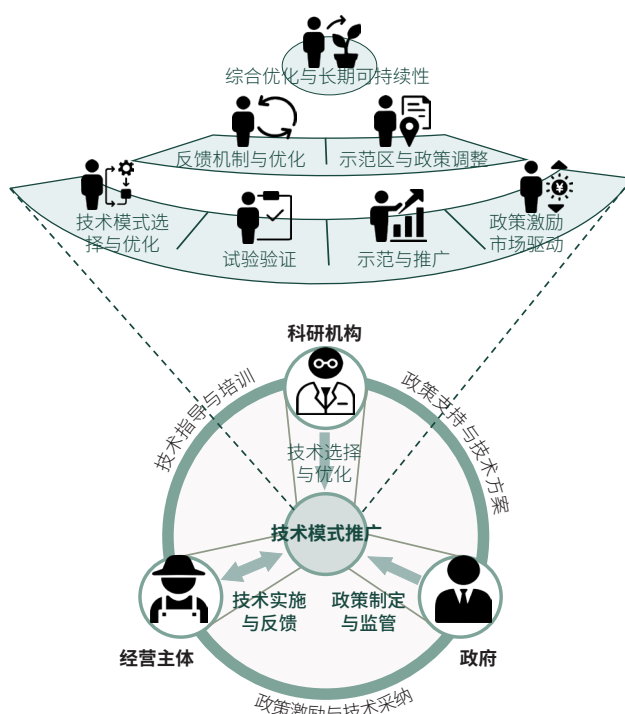 综合优化与长期可持续性
反馈机制与优化
示范区与政策调整
技术模式选
择与优化
试验验证
示范与推广
政策激励
市场驱动
科研机构
技术指导与培训
政策支持与技术方案
技术选择
与优化
技术模式推广
技术实施
与反馈
政策制定
与监管
经营主体
政府
政策激励与技术采纳